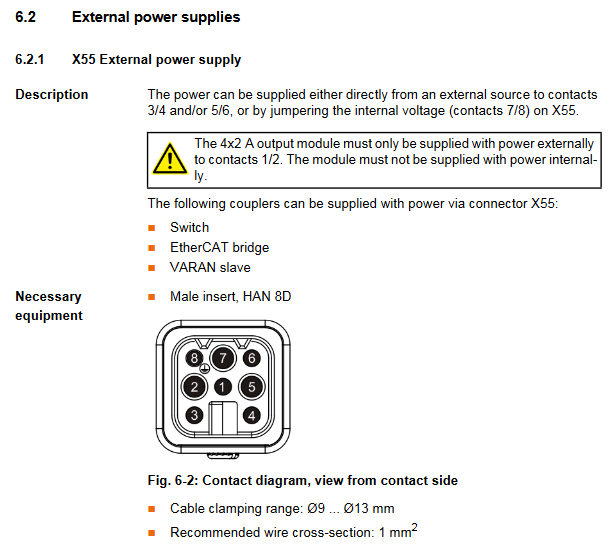 6.2 External power supplies
6.2.1 X55 External power supply
Description The power can be supplied either directly from an external source to contacts
3/4 and/or 5/6, or by jumpering the internal voltage (contacts 7/8) on X55.
The 4x2 A output module must only be supplied with power externally
to contacts 1/2. The module must not be supplied with power internal-
ly.
The following couplers can be supplied with power via connector X55:
■ Switch
■ EtherCAT bridge
■ VARAN slave
Necessary ■ Male insert, HAN 8D
equipment
8 7 6
2 1 5
3 4
Fig. 6-2: Contact diagram, view from contact side
■ Cable clamping range: Ø9 ... Ø13 mm
■ Recommended wire cross-section: 1 mm²